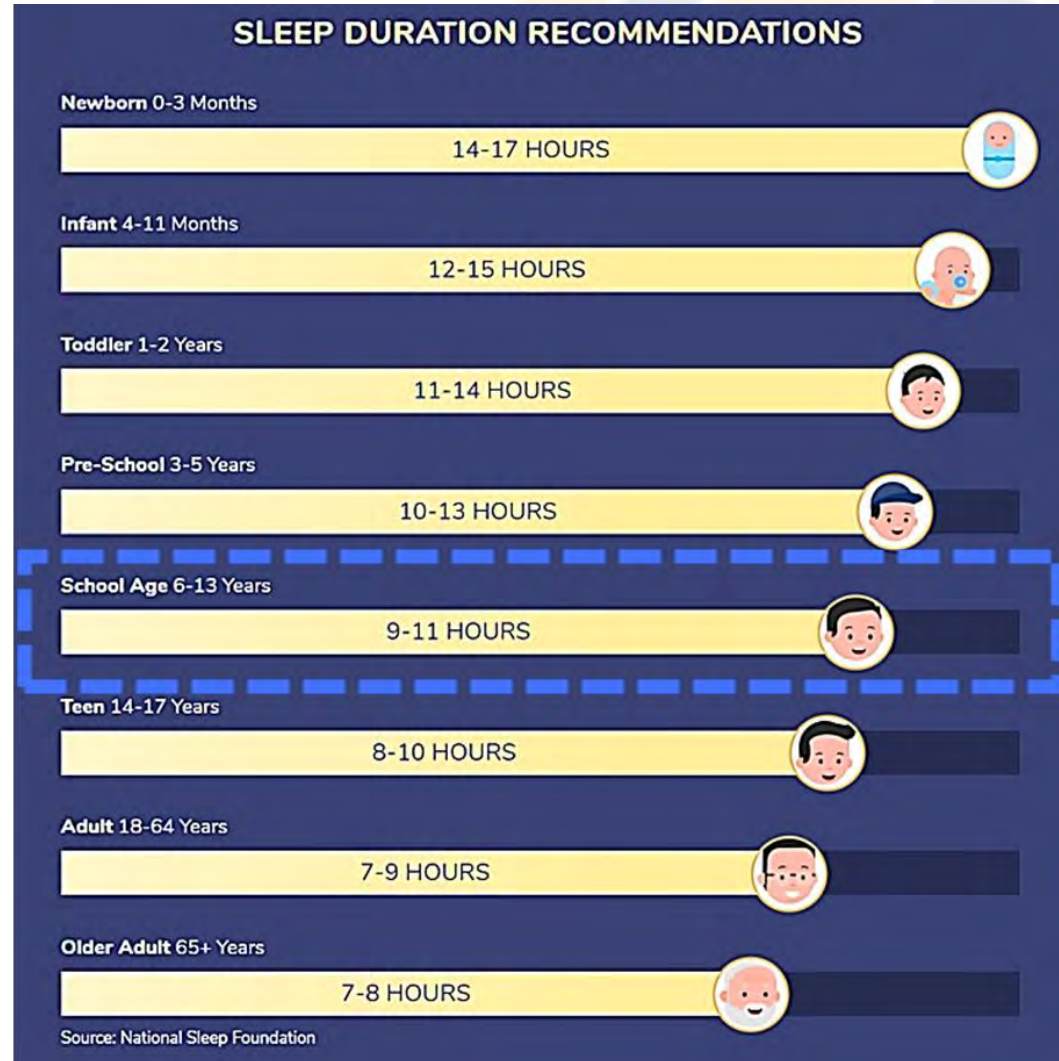 SLEEP DURATION RECOMMENDATIONS
Newborn 0-3 Months
14-17 HOURS
Infant 4-11 Months
12-15 HOURS
Toddler 1-2 Years
11-14 HOURS
Pre-School 3-5 Years
10-13 HOURS
School Age 6-13 Years
9-11 HOURS
Teen 14-17 Years
8-10 HOURS
Adult 18-64 Years
7-9 HOURS
Older Adult 65+ Years
7-8 HOURS
Source: National Sleep Foundation